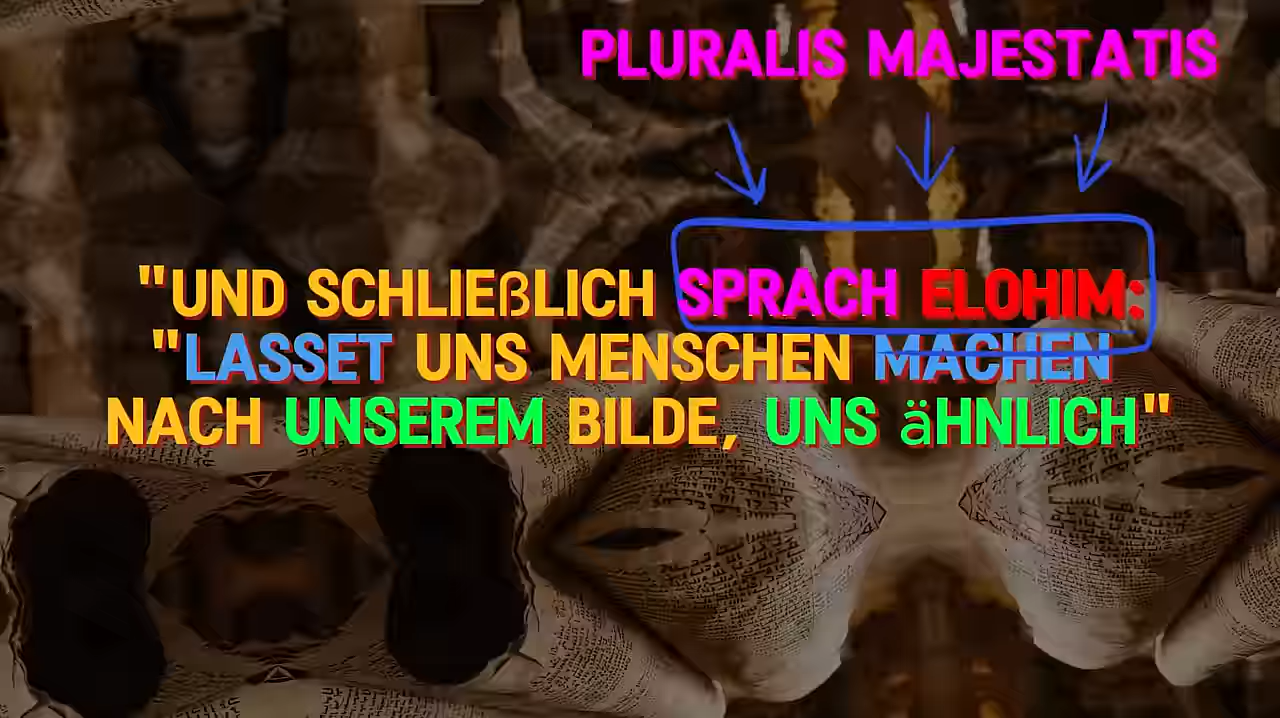 PLURALIS MAJESTATIS
"UND SCHLIEßLICH SPRACH ELOHIM:
"LASSET UNS MENSCHEN MACHEN
NACH UNSEREM BILDE, UNS äHNLICH"